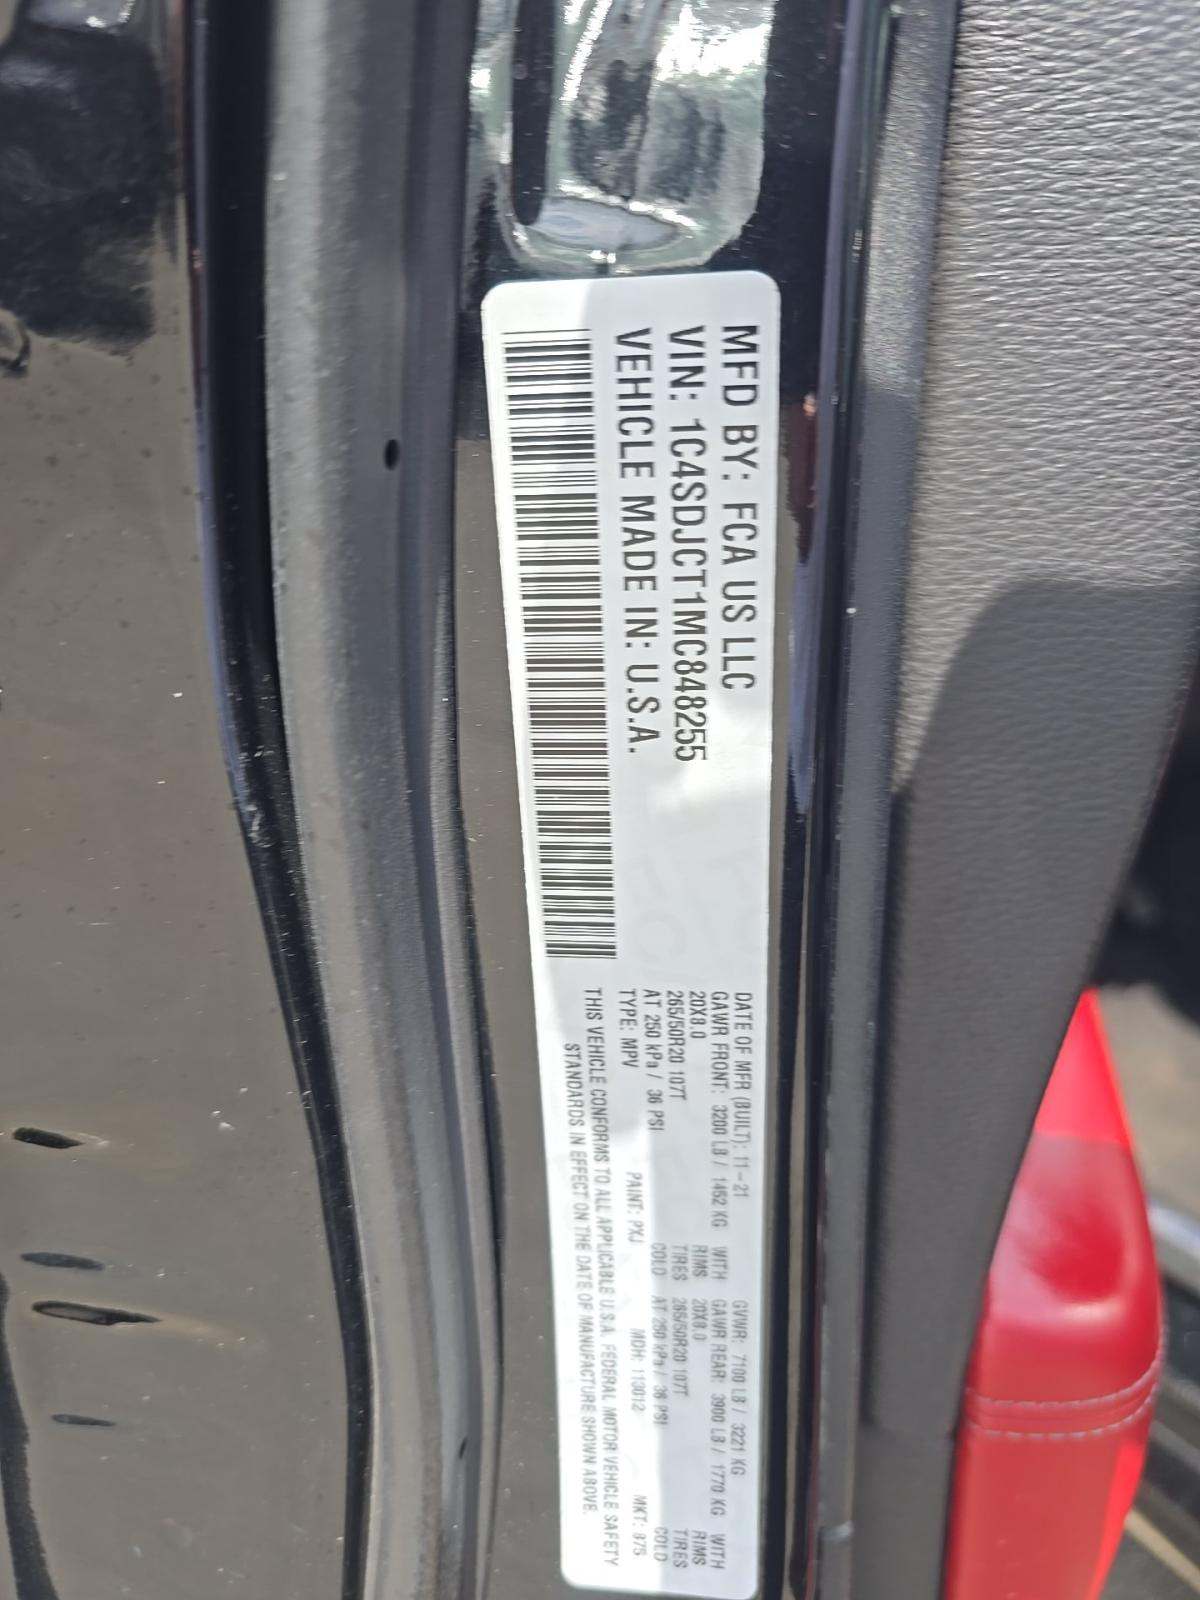 MFD BY: FCA US LLC
VIN: 1C4SDJCT1MC848255
VEHICLE MADE IN: U.S.A.
DATE OF MFR (BUILT): 11-21 GVWR: 7100 LB / 3221 KG
GAWR FRONT: 3200 LB / 1452 KG WITH GAWR REAR: 3900 LB / 1770 KG WITH
20X8.0 RIMS 20X8.0 RIMS
265/50R20 107T TIRES 265/50R20 107T TIRES
AT 250 kPa / 36 PSI COLD AT 250 kPa / 36 PSI COLD
TYPE: MPV PAINT: PXJ MDH: 113012 MKT: 875
THIS VEHICLE CONFORMS TO ALL APPLICABLE U.S.A. FEDERAL MOTOR VEHICLE SAFETY
STANDARDS IN EFFECT ON THE DATE OF MANUFACTURE SHOWN ABOVE.